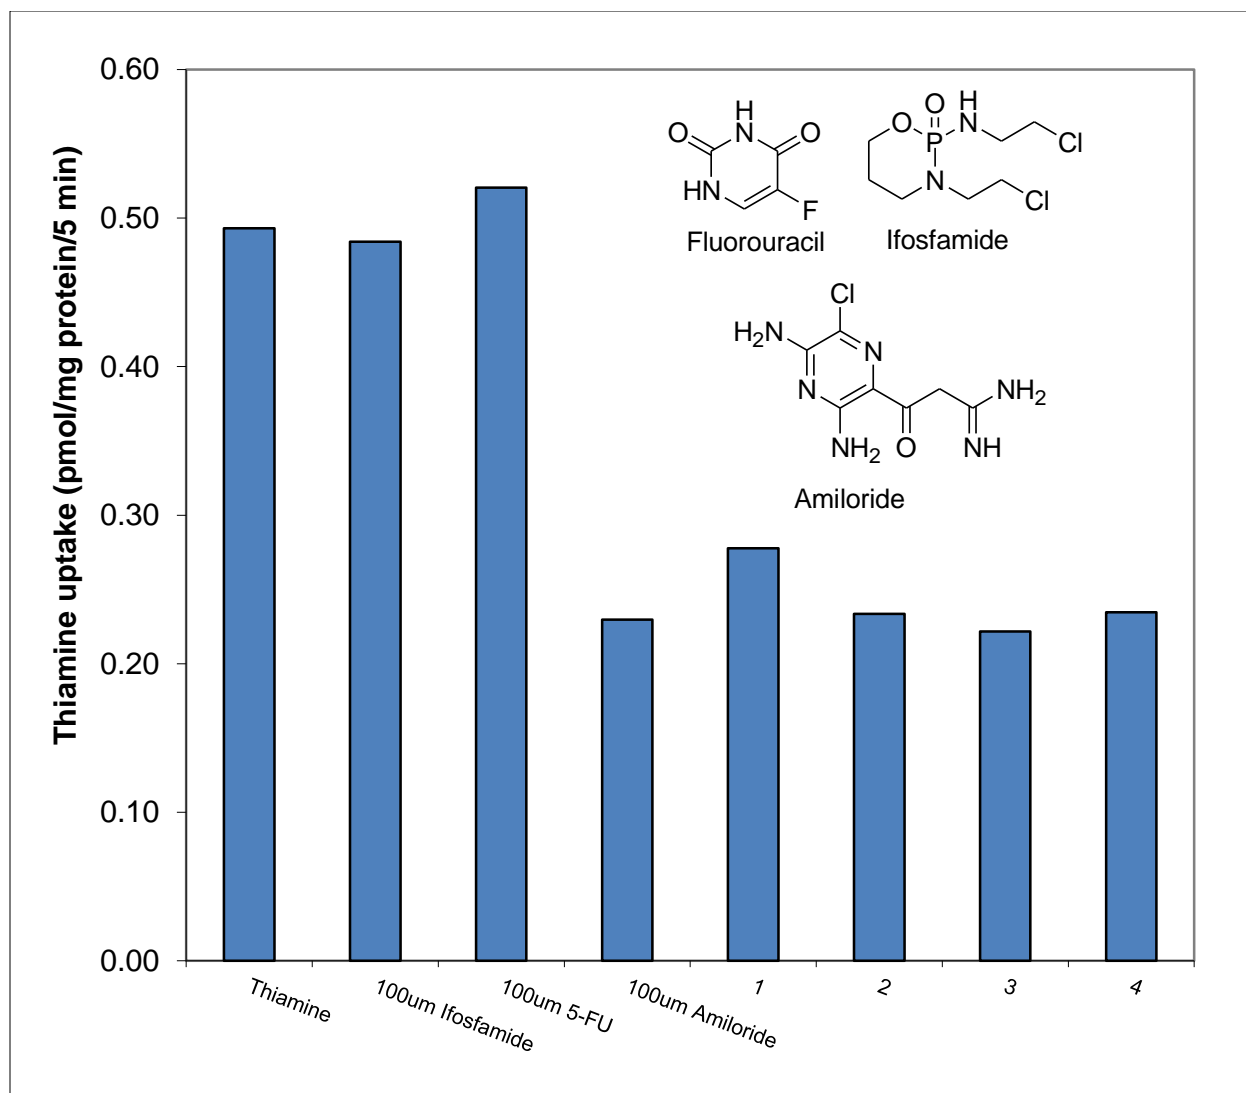 Thiamine uptake (pmol/mg protein/5 min)
0.60
0.50
0.40
0.30
0.20
0.10
0.00
H
N
O
O
HN
F
Fluorouracil
O
H
O
P
N
N
Cl
Cl
Ifosfamide
Cl
H₂N
N
N
NH₂
O
NH₂
NH
Amiloride
Thiamine
100um Ifosfamide
100um 5-FU
100um Amiloride
1
2
3
4